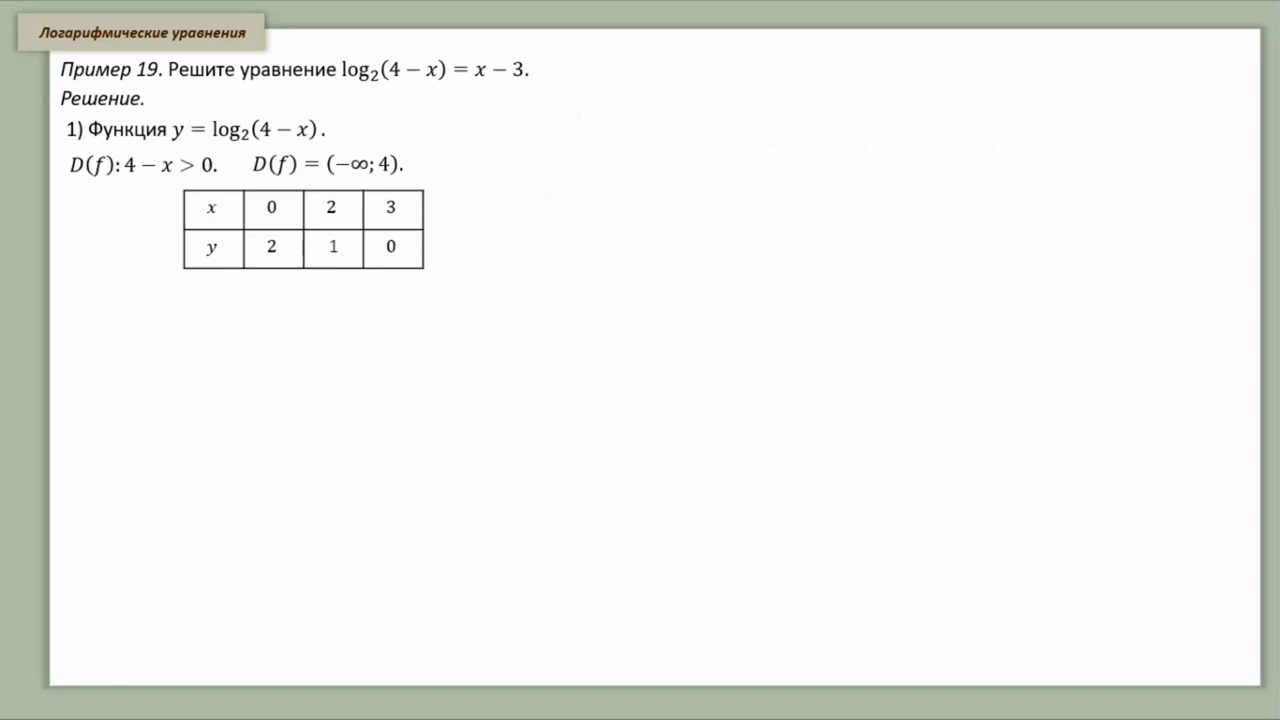 Логарифмические уравнения
Пример 19. Решите уравнение log₂(4 − x) = x − 3.
Решение.
1) Функция y = log₂(4 − x).
D(f): 4 − x > 0. D(f) = (−∞; 4).
x 0 2 3
y 2 1 0